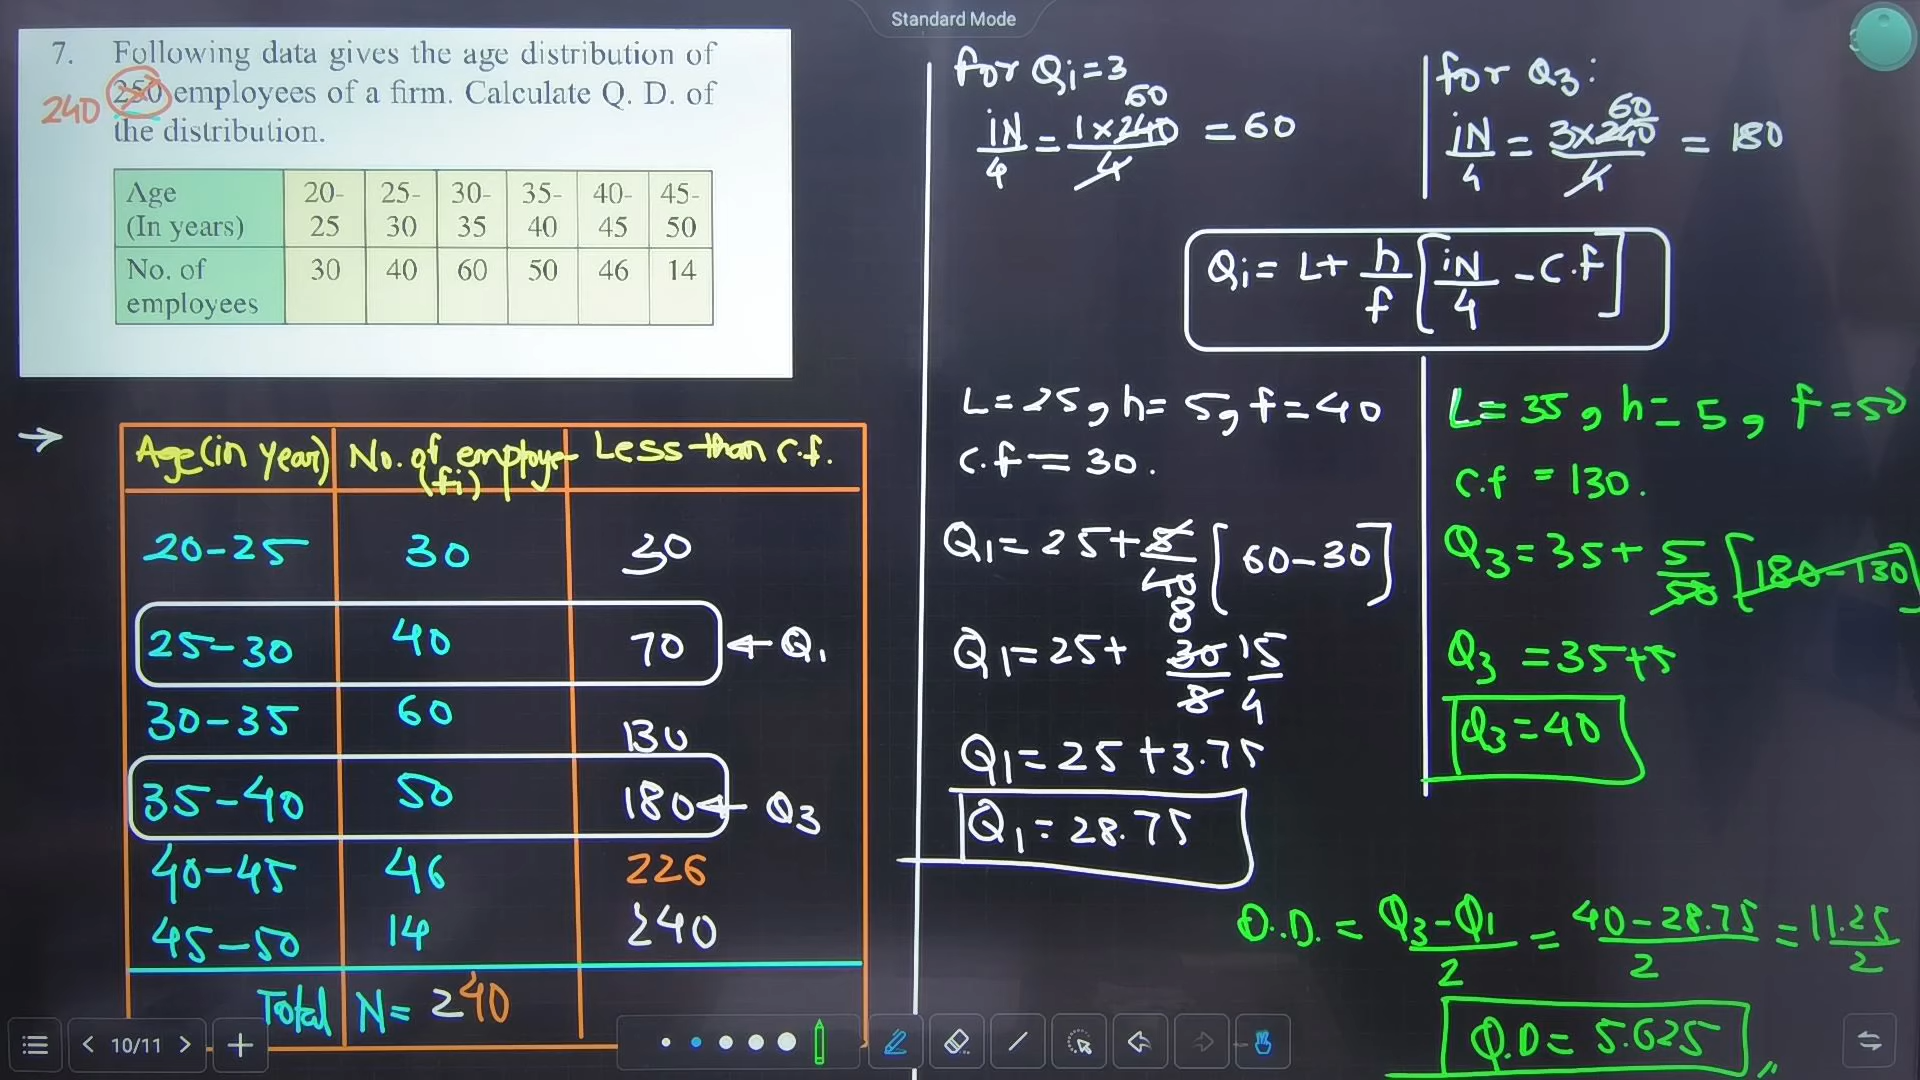 Standard Mode
7. Following data gives the age distribution of
240 250 employees of a firm. Calculate Q. D. of
the distribution.
Age (In years) 20-25 25-30 30-35 35-40 40-45 45-50
No. of employees 30 40 60 50 46 14
→
Age (in year) No. of employee (fi) Less than c.f.
20-25 30 30
25-30 40 70 ← Q1
30-35 60 130
35-40 50 180 ← Q3
40-45 46 226
45-50 14 240
Total N = 240
for Qi=3
iN/4 = 1×240/4 60 = 60
for Q3:
iN/4 = 3×240/4 60 = 180
Qi = L + h/f [iN/4 - C.f]
L = 25, h = 5, f = 40
c.f = 30.
Q1 = 25 + 5/40 8 [60-30]
Q1 = 25 + 30/8 15/4
Q1 = 25 + 3.75
Q1 = 28.75
L = 35, h = 5, f = 50
c.f = 130.
Q3 = 35 + 5/50 [180-130]
Q3 = 35+5
Q3 = 40
Q.D. = Q3-Q1/2 = 40-28.75/2 = 11.25/2
Q.D = 5.625
10/11